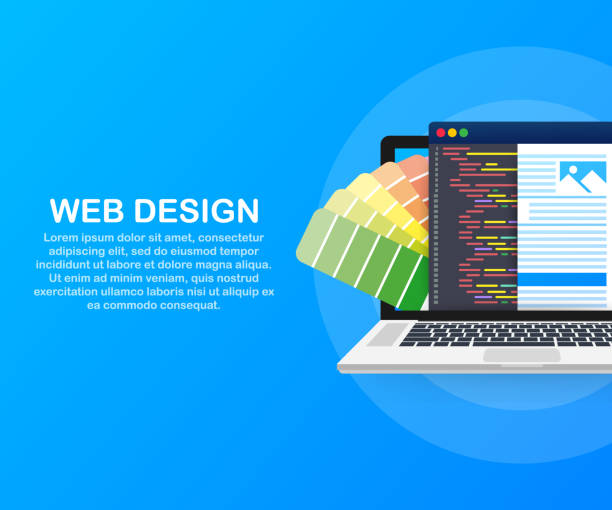 WEB DESIGN
Lorem ipsum dolor sit amet, consectetur
adipiscing elit, sed do eiusmod tempor
incididunt ut labore et dolore magna aliqua.
Ut enim ad minim veniam, quis nostrud
exercitation ullamco laboris nisi ut aliquip ex
ea commodo consequat.